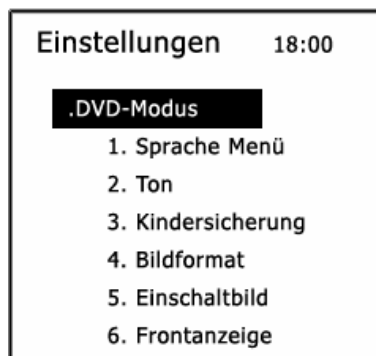 Einstellungen 18:00
.DVD-Modus
1. Sprache Menü
2. Ton
3. Kindersicherung
4. Bildformat
5. Einschaltbild
6. Frontanzeige